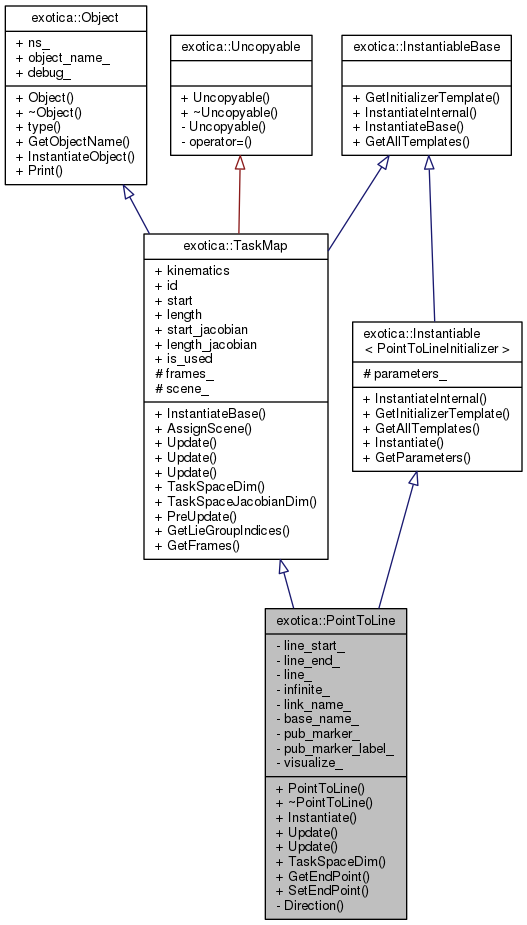 exotica::Object
+ ns_
+ object_name_
+ debug_
+ Object()
+ ~Object()
+ type()
+ GetObjectName()
+ InstantiateObject()
+ Print()
exotica::Uncopyable
+ Uncopyable()
+ ~Uncopyable()
- Uncopyable()
- operator=()
exotica::InstantiableBase
+ GetInitializerTemplate()
+ InstantiateInternal()
+ InstantiateBase()
+ GetAllTemplates()
exotica::TaskMap
+ kinematics
+ id
+ start
+ length
+ start_jacobian
+ length_jacobian
+ is_used
# frames_
# scene_
+ InstantiateBase()
+ AssignScene()
+ Update()
+ Update()
+ Update()
+ TaskSpaceDim()
+ TaskSpaceJacobianDim()
+ PreUpdate()
+ GetLieGroupIndices()
+ GetFrames()
exotica::Instantiable
< PointToLineInitializer >
# parameters_
+ InstantiateInternal()
+ GetInitializerTemplate()
+ GetAllTemplates()
+ Instantiate()
+ GetParameters()
exotica::PointToLine
- line_start_
- line_end_
- line_
- infinite_
- link_name_
- base_name_
- pub_marker_
- pub_marker_label_
- visualize_
+ PointToLine()
+ ~PointToLine()
+ Instantiate()
+ Update()
+ Update()
+ TaskSpaceDim()
+ GetEndPoint()
+ SetEndPoint()
- Direction()